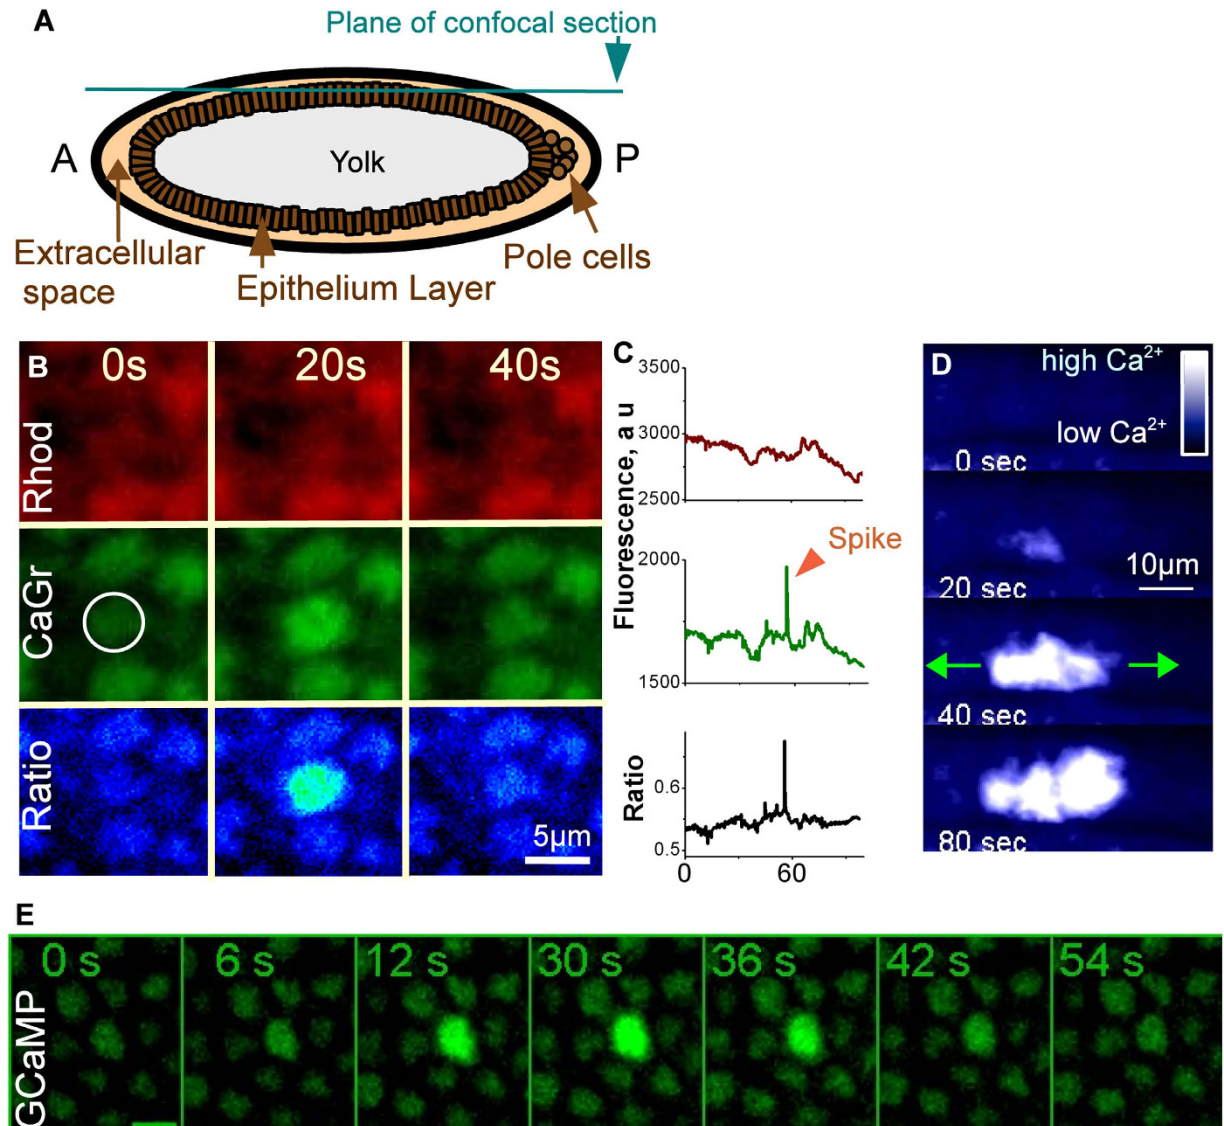 A
Plane of confocal section
A
Yolk
P
Extracellular
space
Epithelium Layer
Pole cells
B
0s
20s
40s
Rhod
CaGr
Ratio
5µm
C
3500
3000
2500
2000
1500
Fluorescence, a u
Spike
Ratio
0.6
0.5
0
60
D
high Ca²⁺
low Ca²⁺
0 sec
20 sec
10µm
40 sec
80 sec
E
0 s
6 s
12 s
30 s
36 s
42 s
54 s
GCaMP